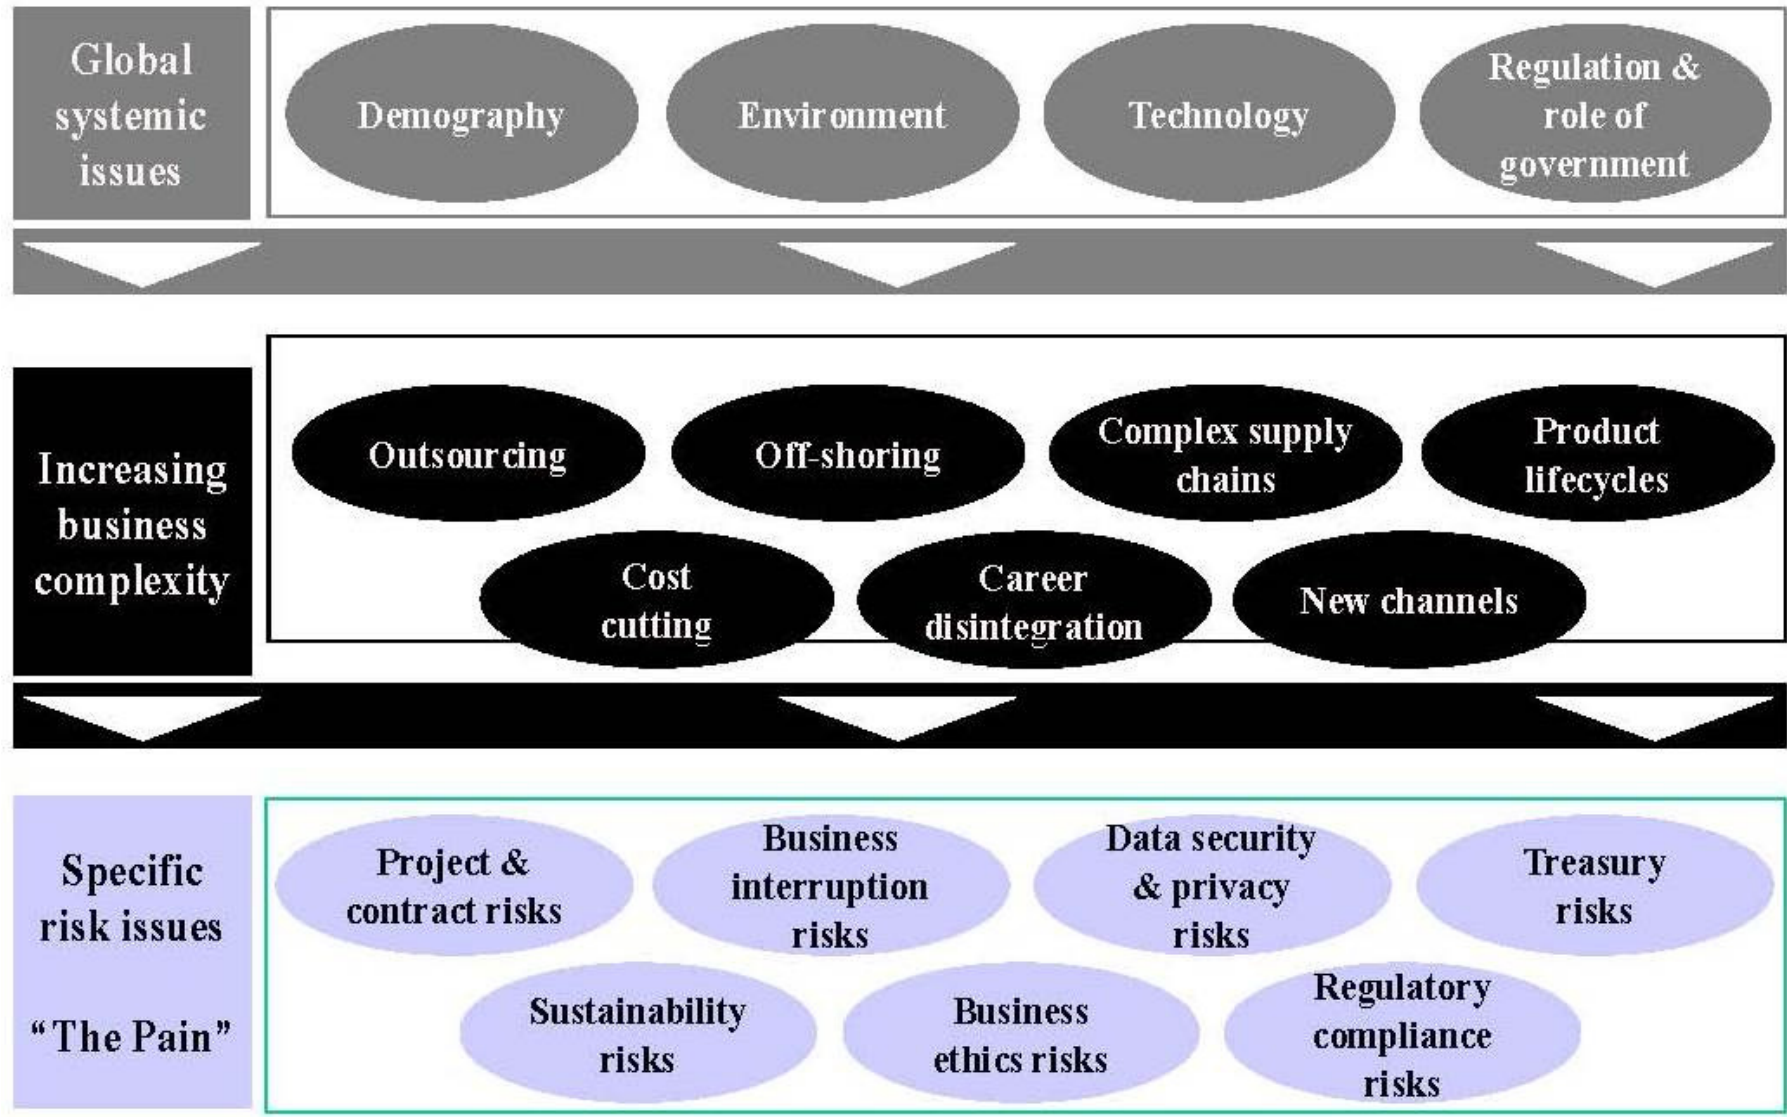 Global
systemic
issues
Demography
Environment
Technology
Regulation &
role of
government
Increasing
business
complexity
Outsourcing
Off-shoring
Complex supply
chains
Product
lifecycles
Cost
cutting
Career
disintegration
New channels
Specific
risk issues
“The Pain”
Project &
contract risks
Business
interruption
risks
Data security
& privacy
risks
Treasury
risks
Sustainability
risks
Business
ethics risks
Regulatory
compliance
risks